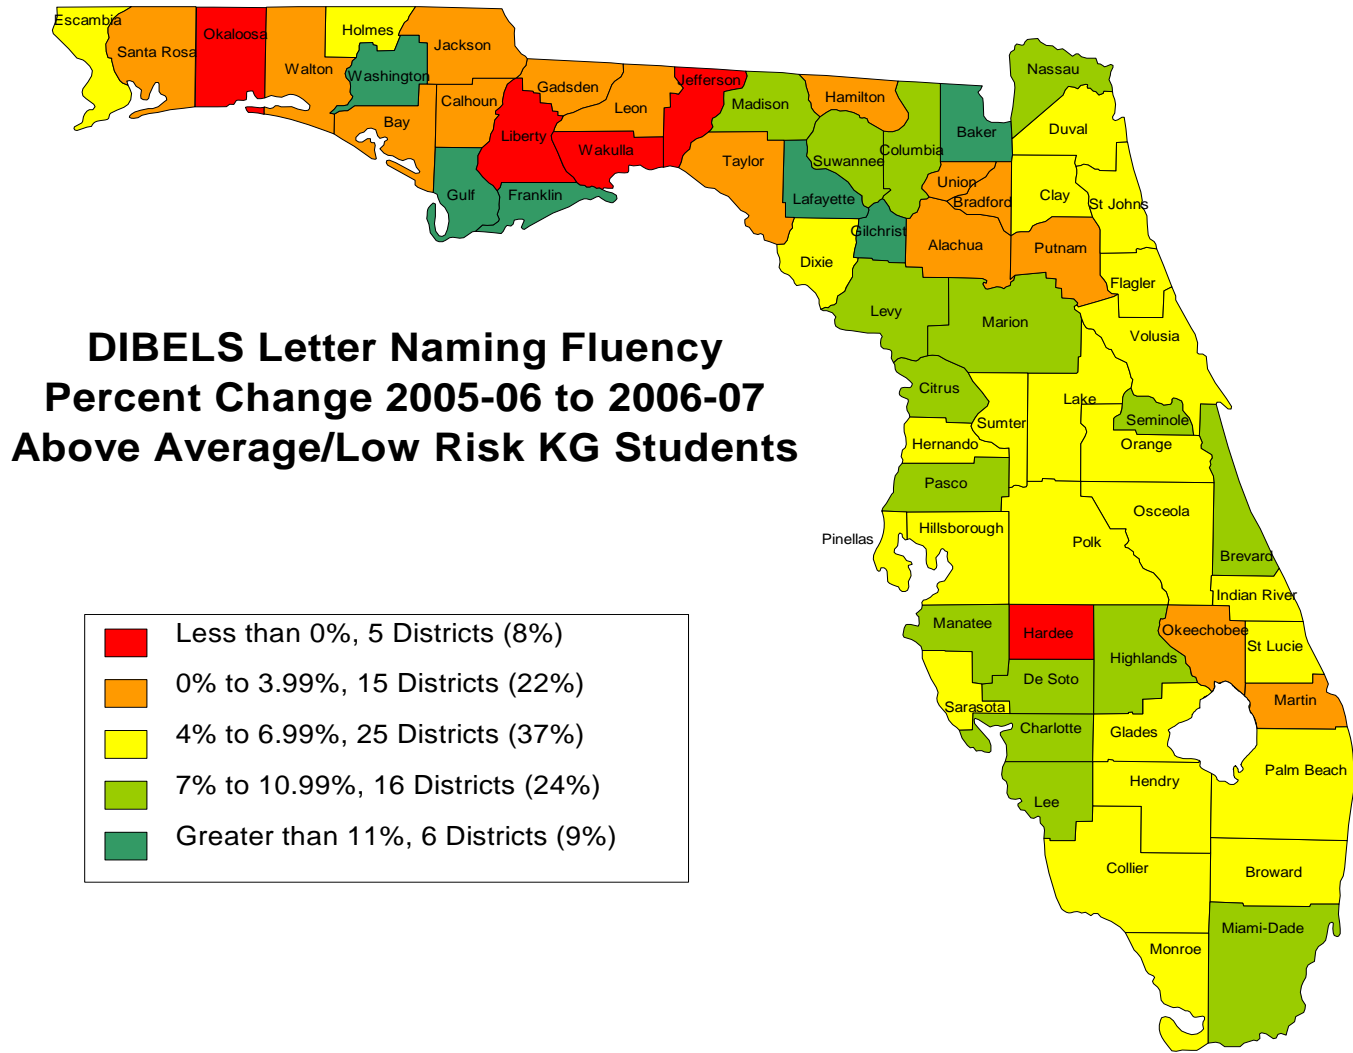 Escambia
Santa Rosa
Okaloosa
Walton
Holmes
Washington
Jackson
Bay
Calhoun
Gulf
Liberty
Franklin
Gadsden
Leon
Wakulla
Jefferson
Madison
Taylor
Hamilton
Suwannee
Lafayette
Columbia
Baker
Nassau
Duval
Union
Bradford
Clay
St Johns
Gilchrist
Alachua
Putnam
Dixie
Flagler
Levy
Marion
Volusia
DIBELS Letter Naming Fluency
Percent Change 2005-06 to 2006-07
Above Average/Low Risk KG Students
Citrus
Lake
Sumter
Seminole
Hernando
Orange
Pasco
Osceola
Pinellas
Hillsborough
Polk
Brevard
Indian River
Manatee
Hardee
Okeechobee
St Lucie
Highlands
De Soto
Sarasota
Martin
Charlotte
Glades
Palm Beach
Hendry
Lee
Collier
Broward
Miami-Dade
Monroe
Less than 0%, 5 Districts (8%)
0% to 3.99%, 15 Districts (22%)
4% to 6.99%, 25 Districts (37%)
7% to 10.99%, 16 Districts (24%)
Greater than 11%, 6 Districts (9%)